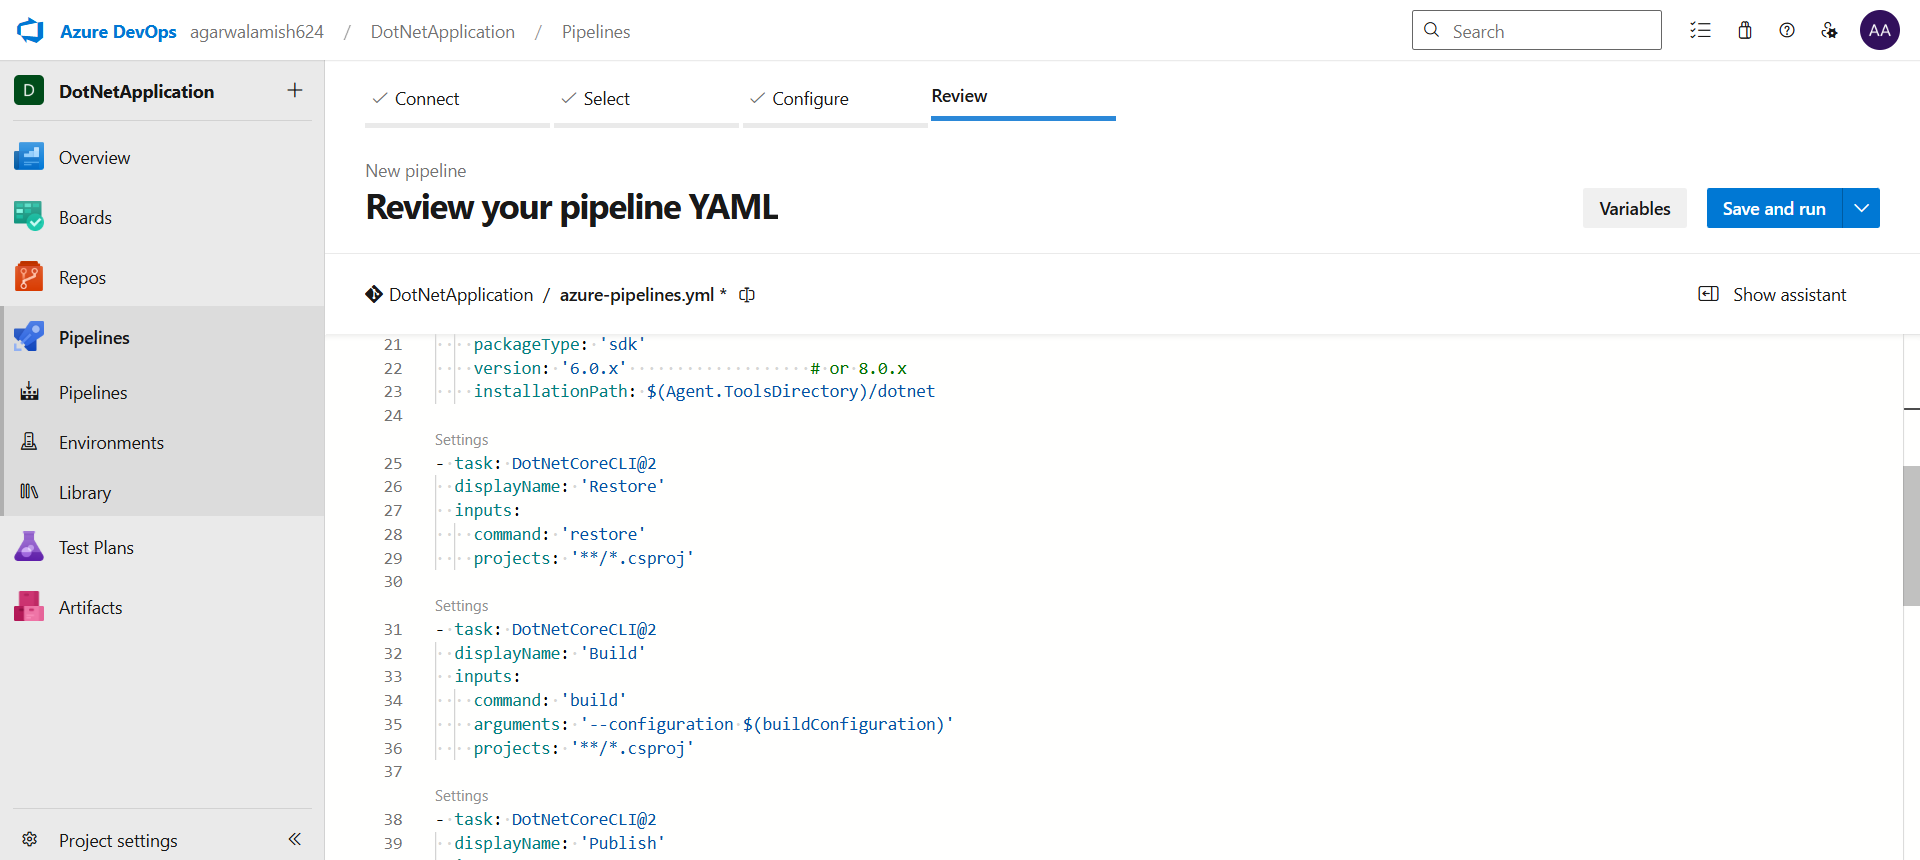 Azure DevOps agarwalamish624 / DotNetApplication / Pipelines
Search
AA
D DotNetApplication
Overview
Boards
Repos
Pipelines
Pipelines
Environments
Library
Test Plans
Artifacts
Project settings
Connect
Select
Configure
Review
New pipeline
Review your pipeline YAML
Variables
Save and run
DotNetApplication / azure-pipelines.yml *
Show assistant
21 packageType: 'sdk'
22 version: '6.0.x' # or 8.0.x
23 installationPath: $(Agent.ToolsDirectory)/dotnet
24
Settings
25 - task: DotNetCoreCLI@2
26 displayName: 'Restore'
27 inputs:
28 command: 'restore'
29 projects: '**/*.csproj'
30
Settings
31 - task: DotNetCoreCLI@2
32 displayName: 'Build'
33 inputs:
34 command: 'build'
35 arguments: '--configuration $(buildConfiguration)'
36 projects: '**/*.csproj'
37
Settings
38 - task: DotNetCoreCLI@2
39 displayName: 'Publish'